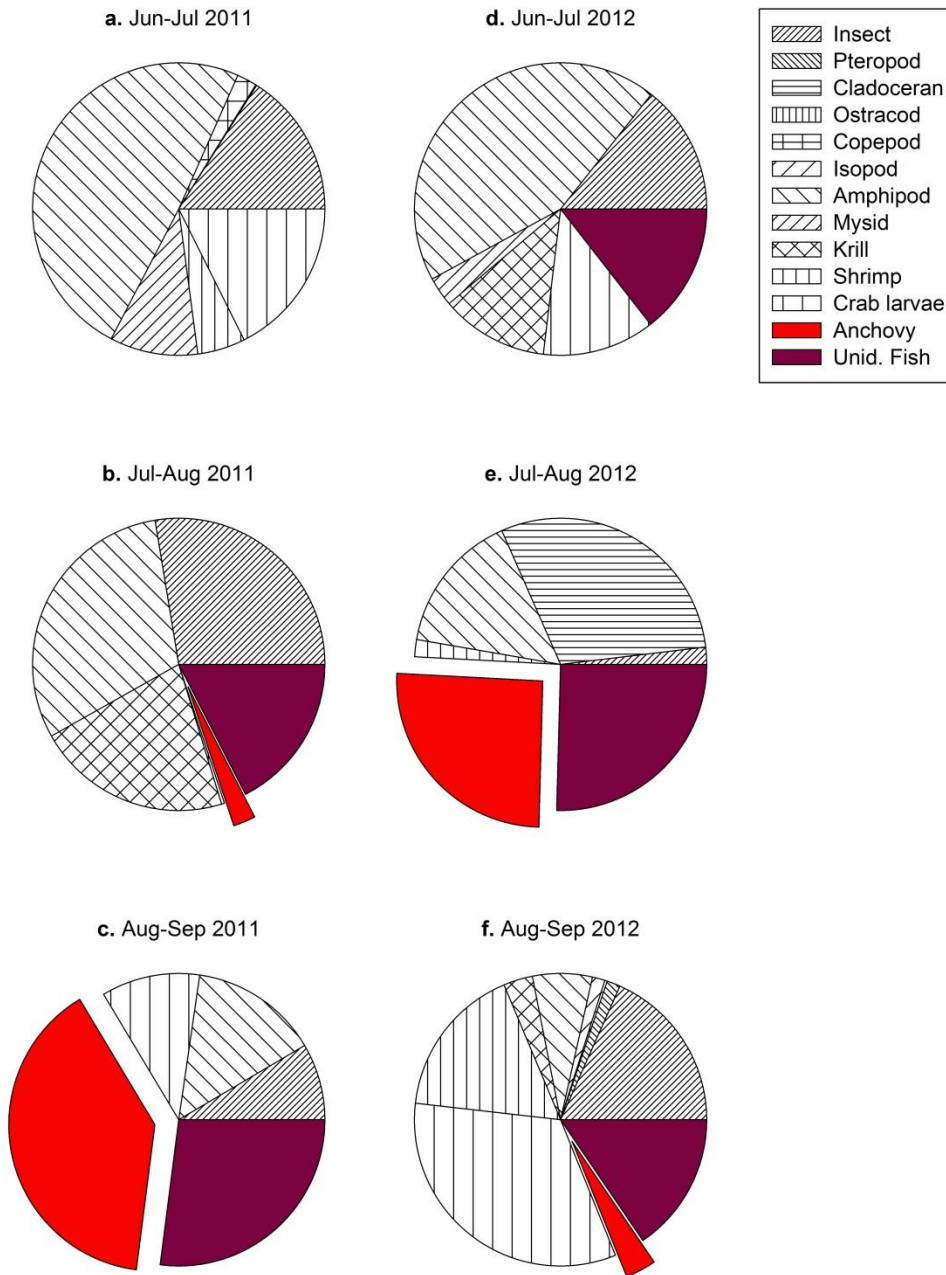 a. Jun-Jul 2011
d. Jun-Jul 2012
Insect
Pteropod
Cladoceran
Ostracod
Copepod
Isopod
Amphipod
Mysid
Krill
Shrimp
Crab larvae
Anchovy
Unid. Fish
b. Jul-Aug 2011
e. Jul-Aug 2012
c. Aug-Sep 2011
f. Aug-Sep 2012